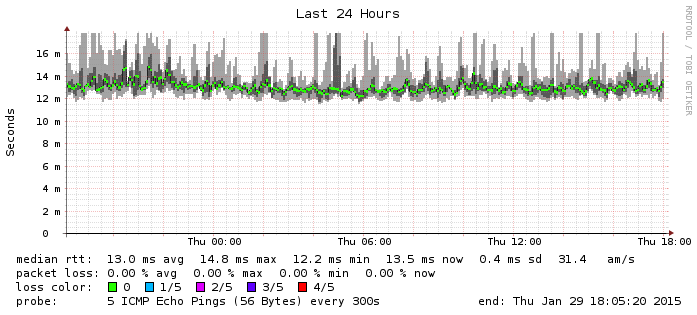 Last 24 Hours
RRDTOOL / TOBI OETIKER
Seconds
16 m
14 m
12 m
10 m
8 m
6 m
4 m
2 m
0
Thu 00:00 Thu 06:00 Thu 12:00 Thu 18:00
median rtt: 13.0 ms avg 14.8 ms max 12.2 ms min 13.5 ms now 0.4 ms sd 31.4 am/s
packet loss: 0.00 % avg 0.00 % max 0.00 % min 0.00 % now
loss color: 0 1/5 2/5 3/5 4/5
probe: 5 ICMP Echo Pings (56 Bytes) every 300s end: Thu Jan 29 18:05:20 2015